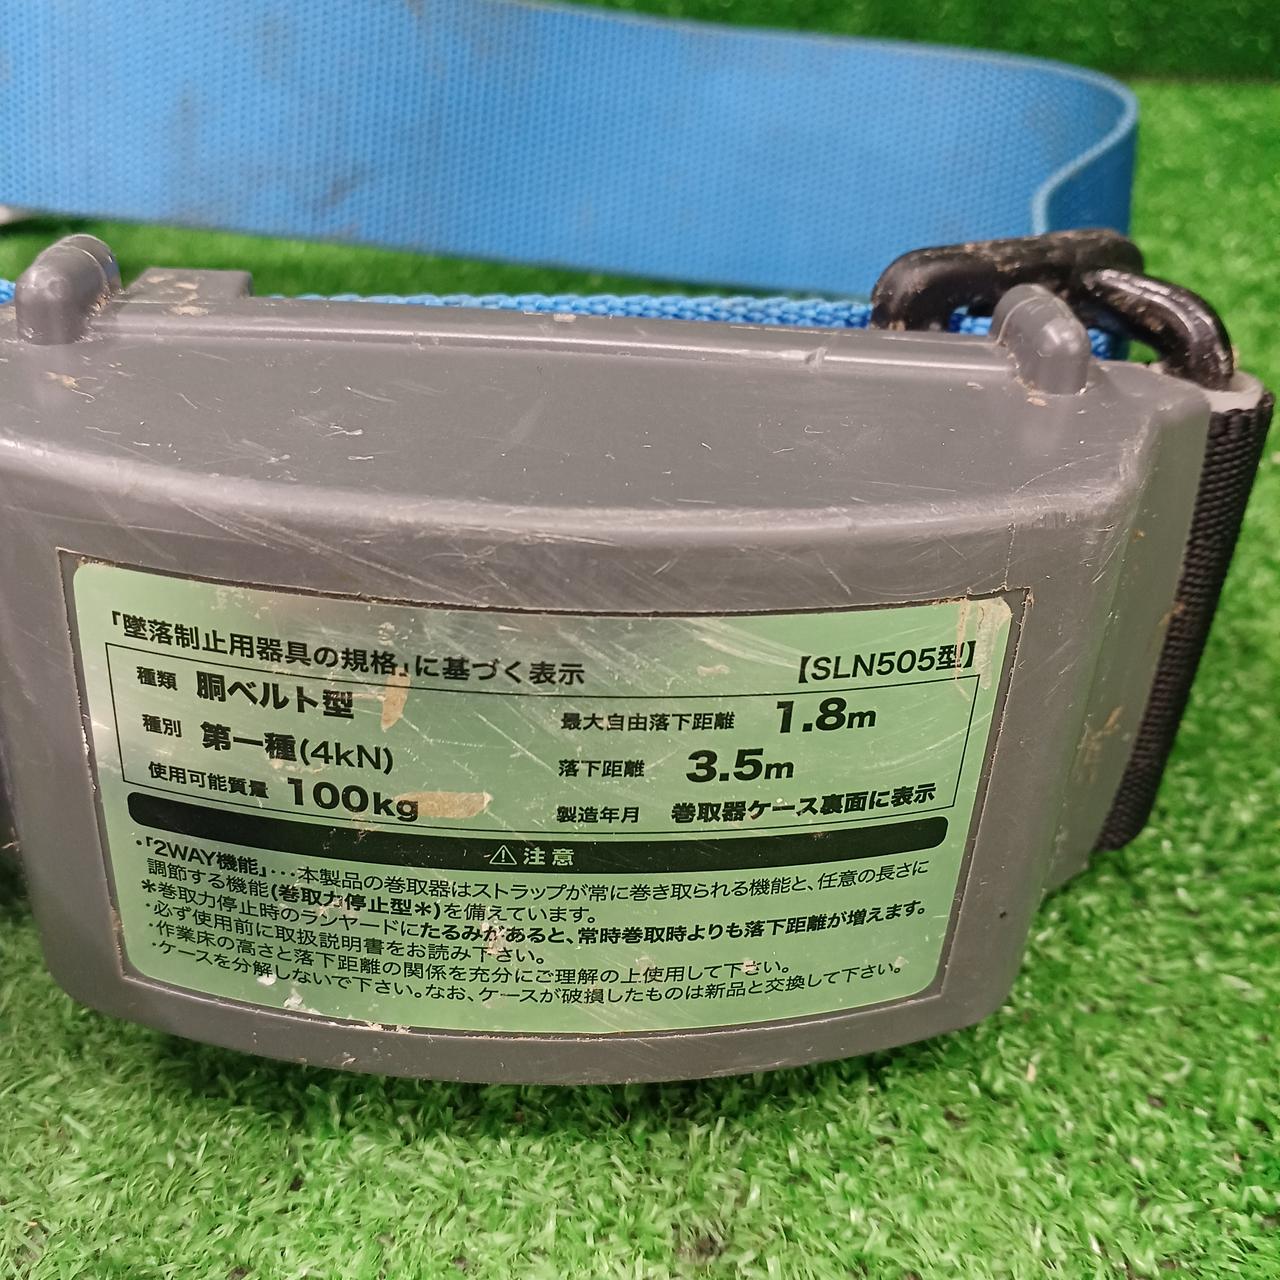 「墜落制止用器具の規格」に基づく表示
【SLN505型】
種類 胴ベルト型
最大自由落下距離 1.8m
種別 第一種(4kN)
落下距離 3.5m
使用可能質量 100kg
製造年月 巻取器ケース裏面に表示
⚠注意
・「2WAY機能」…本製品の巻取器はストラップが常に巻き取られる機能と、任意の長さに
調節する機能(巻取力停止型＊)を備えています。
＊巻取力停止時のランヤードにたるみがあると、常時巻取時よりも落下距離が増えます。
・必ず使用前に取扱説明書をお読み下さい。
・作業床の高さと落下距離の関係を充分にご理解の上使用して下さい。
・ケースを分解しないで下さい。なお、ケースが破損したものは新品と交換して下さい。